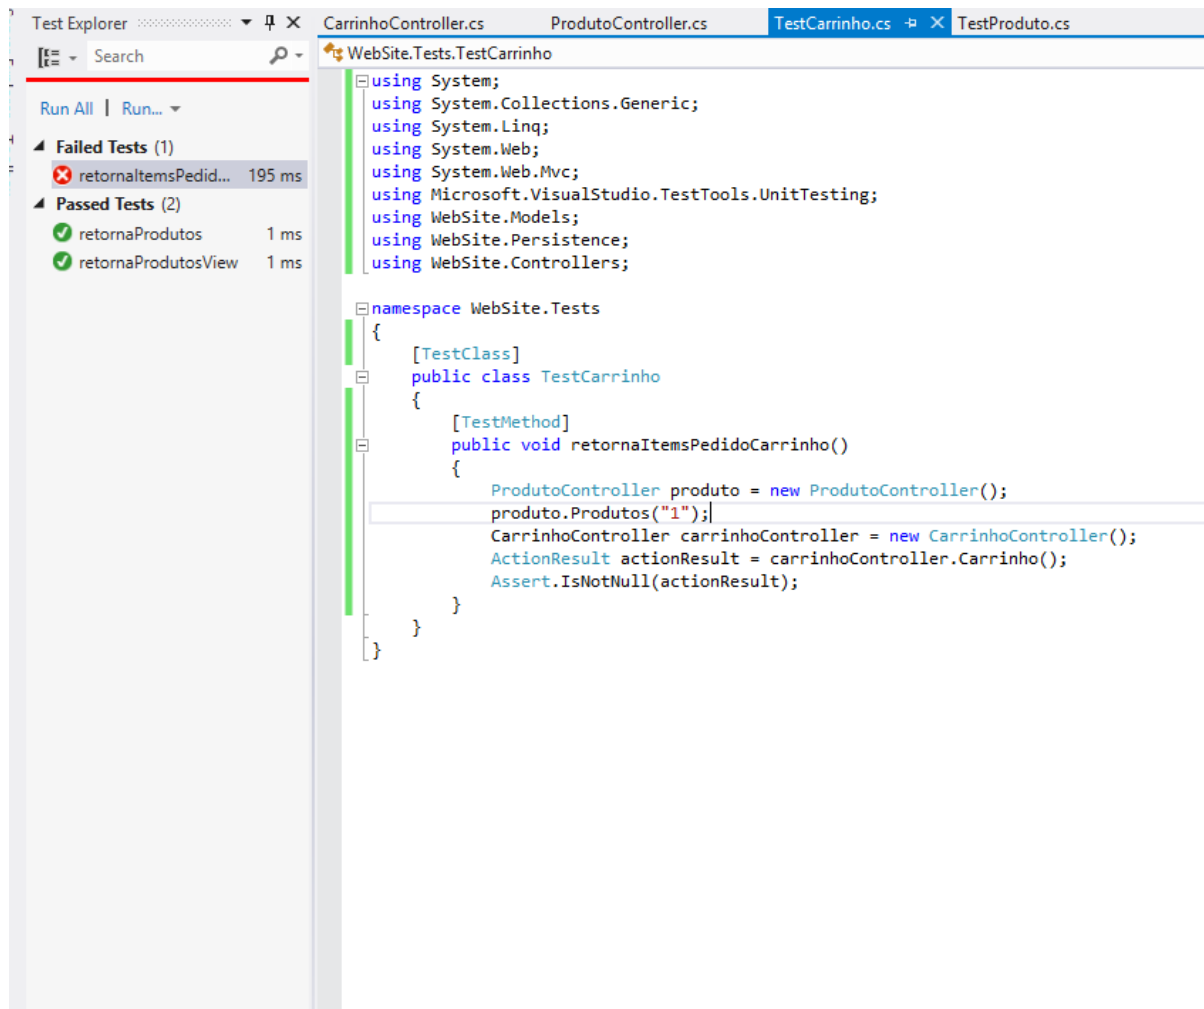 Test Explorer
Search
Run All | Run...
Failed Tests (1)
retornaItemsPedid... 195 ms
Passed Tests (2)
retornaProdutos 1 ms
retornaProdutosView 1 ms
CarrinhoController.cs ProdutoController.cs TestCarrinho.cs TestProduto.cs
WebSite.Tests.TestCarrinho
using System;
using System.Collections.Generic;
using System.Linq;
using System.Web;
using System.Web.Mvc;
using Microsoft.VisualStudio.TestTools.UnitTesting;
using WebSite.Models;
using WebSite.Persistence;
using WebSite.Controllers;
namespace WebSite.Tests
{
[TestClass]
public class TestCarrinho
{
[TestMethod]
public void retornaItemsPedidoCarrinho()
{
ProdutoController produto = new ProdutoController();
produto.Produtos("1");
CarrinhoController carrinhoController = new CarrinhoController();
ActionResult actionResult = carrinhoController.Carrinho();
Assert.IsNotNull(actionResult);
}
}
}